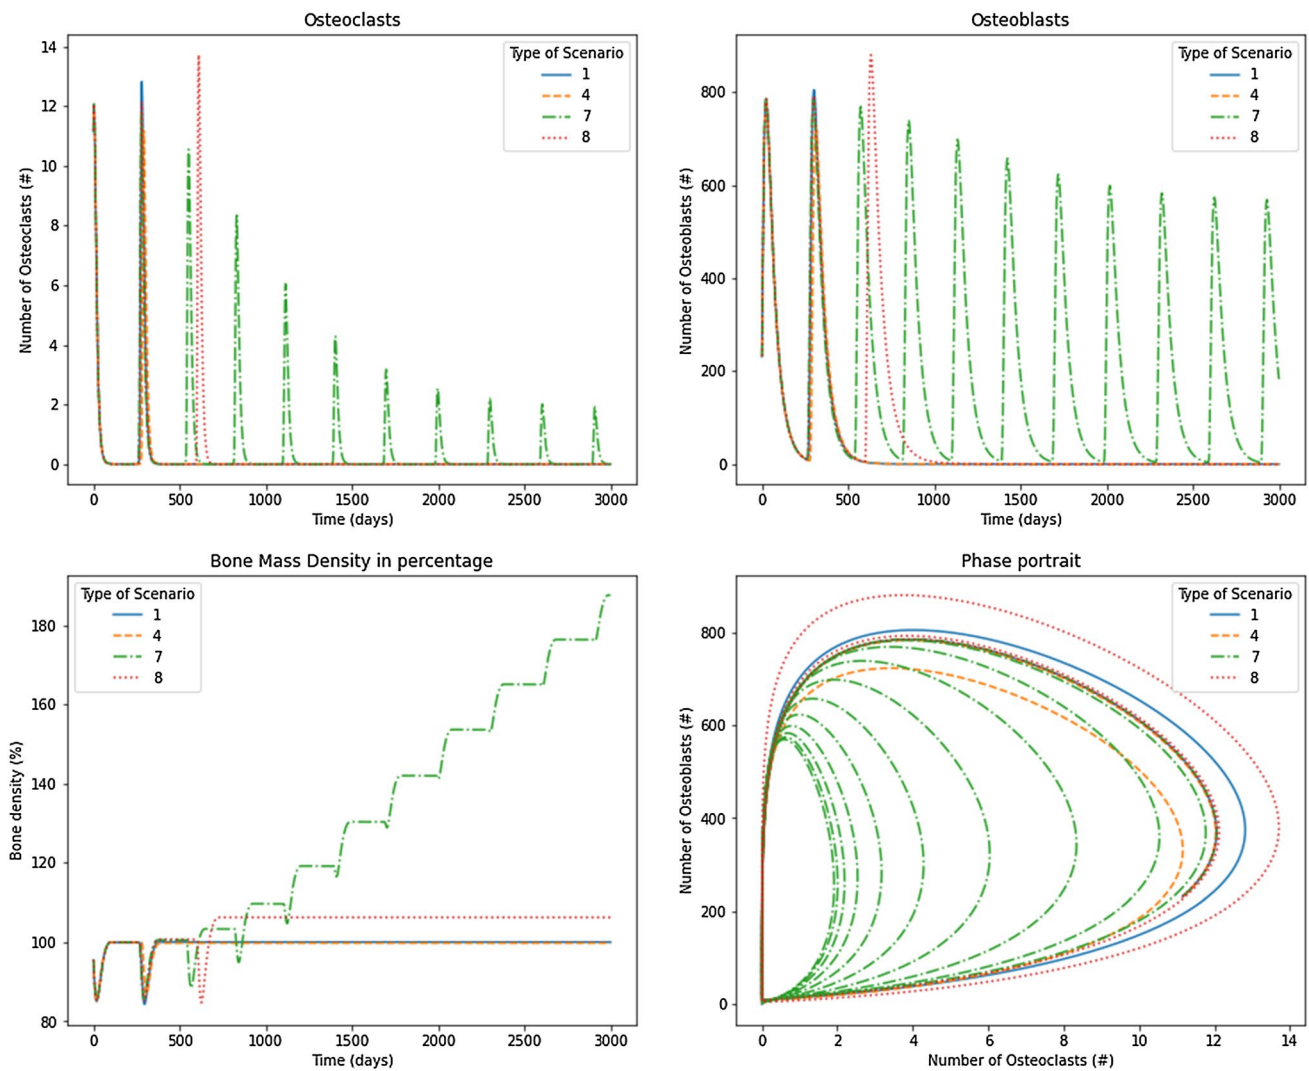 Osteoclasts
Number of Osteoclasts (#)
14
12
10
8
6
4
2
0
Type of Scenario
1
4
7
8
0 500 1000 1500 2000 2500 3000
Time (days)
Osteoblasts
Number of Osteoblasts (#)
800
600
400
200
0
Type of Scenario
1
4
7
8
0 500 1000 1500 2000 2500 3000
Time (days)
Bone Mass Density in percentage
Bone density (%)
180
160
140
120
100
80
Type of Scenario
1
4
7
8
0 500 1000 1500 2000 2500 3000
Time (days)
Phase portrait
Number of Osteoblasts (#)
800
600
400
200
0
Type of Scenario
1
4
7
8
0 2 4 6 8 10 12 14
Number of Osteoclasts (#)